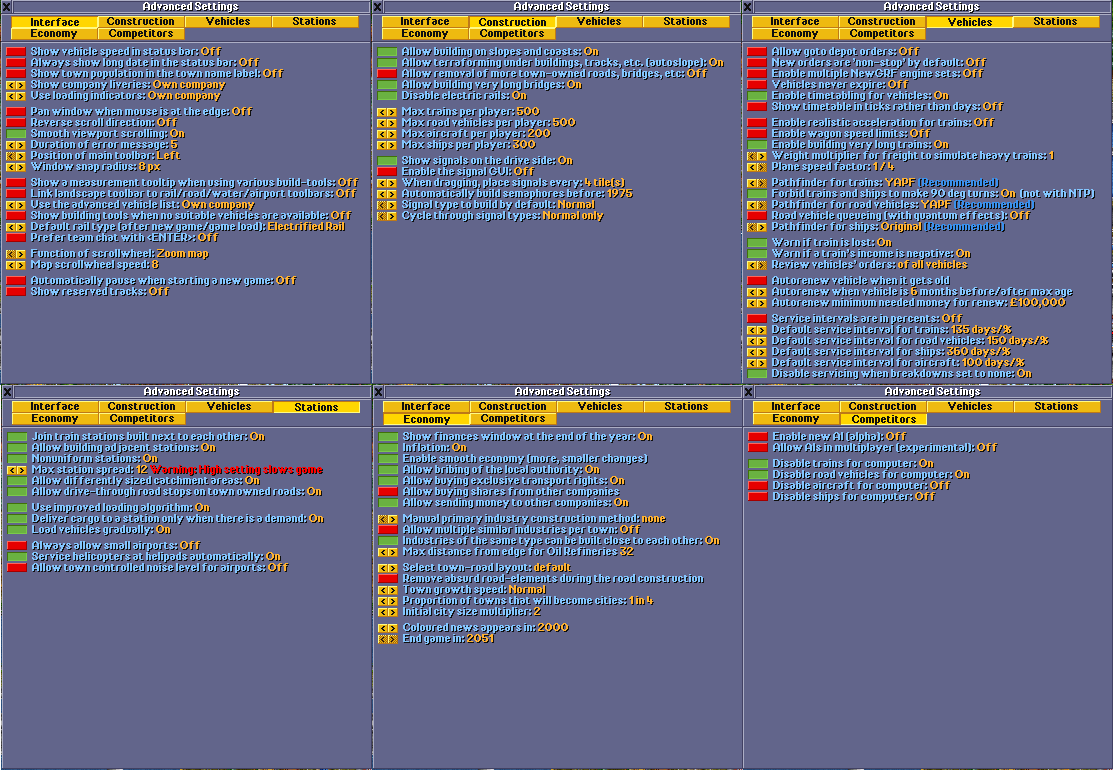 Advanced Settings
Interface Construction Vehicles Stations
Economy Competitors
Show vehicle speed in status bar: Off
Always show long date in the status bar: Off
Show town population in the town name label: Off
Show company liveries: Own company
Use loading indicators: Own company
Pan window when mouse is at the edge: Off
Reverse scroll direction: Off
Smooth viewport scrolling: On
Duration of error message: 5
Position of main toolbar: Left
Window snap radius: 8 px
Show a measurement tooltip when using various build-tools: Off
Link landscape toolbar to rail/road/water/airport toolbars: Off
Use the advanced vehicle list: Own company
Show building tools when no suitable vehicles are available: Off
Default rail type (after new game/game load): Electrified Rail
Prefer team chat with <ENTER>: Off
Function of scrollwheel: Zoom map
Map scrollwheel speed: 8
Automatically pause when starting a new game: Off
Show reserved tracks: Off
Advanced Settings
Interface Construction Vehicles Stations
Economy Competitors
Allow building on slopes and coasts: On
Allow terraforming under buildings, tracks, etc. (autoslope): On
Allow removal of more town-owned roads, bridges, etc: Off
Allow building very long bridges: On
Disable electric rails: On
Max trains per player: 500
Max road vehicles per player: 500
Max aircraft per player: 200
Max ships per player: 300
Show signals on the drive side: On
Enable the signal GUI: Off
When dragging, place signals every: 4 tile(s)
Automatically build semaphores before: 1975
Signal type to build by default: Normal
Cycle through signal types: Normal only
Advanced Settings
Interface Construction Vehicles Stations
Economy Competitors
Allow goto depot orders: Off
New orders are 'non-stop' by default: Off
Enable multiple NewGRF engine sets: Off
Vehicles never expire: Off
Enable timetabling for vehicles: On
Show timetable in ticks rather than days: Off
Enable realistic acceleration for trains: Off
Enable wagon speed limits: Off
Enable building very long trains: On
Weight multiplier for freight to simulate heavy trains: 1
Plane speed factor: 1 / 4
Pathfinder for trains: YAPF (Recommended)
Forbid trains and ships to make 90 deg turns: On (not with NTP)
Pathfinder for road vehicles: YAPF (Recommended)
Road vehicle queueing (with quantum effects): Off
Pathfinder for ships: Original (Recommended)
Warn if train is lost: On
Warn if a train's income is negative: On
Review vehicles' orders: of all vehicles
Autorenew vehicle when it gets old
Autorenew when vehicle is 6 months before/after max age
Autorenew minimum needed money for renew: £100,000
Service intervals are in percents: Off
Default service interval for trains: 135 days/%
Default service interval for road vehicles: 150 days/%
Default service interval for ships: 360 days/%
Default service interval for aircraft: 100 days/%
Disable servicing when breakdowns set to none: On
Advanced Settings
Interface Construction Vehicles Stations
Economy Competitors
Join train stations built next to each other: On
Allow building adjacent stations: On
Nonuniform stations: On
Max station spread: 12 Warning: High setting slows game
Allow differently sized catchment areas: On
Allow drive-through road stops on town owned roads: On
Use improved loading algorithm: On
Deliver cargo to a station only when there is a demand: On
Load vehicles gradually: On
Always allow small airports: Off
Service helicopters at helipads automatically: On
Allow town controlled noise level for airports: Off
Advanced Settings
Interface Construction Vehicles Stations
Economy Competitors
Show finances window at the end of the year: On
Inflation: On
Enable smooth economy (more, smaller changes)
Allow bribing of the local authority: On
Allow buying exclusive transport rights: On
Allow buying shares from other companies
Allow sending money to other companies: On
Manual primary industry construction method: none
Allow multiple similar industries per town: Off
Industries of the same type can be built close to each other: On
Max distance from edge for Oil Refineries 32
Select town-road layout: default
Remove absurd road-elements during the road construction
Town growth speed: Normal
Proportion of towns that will become cities: 1 in 4
Initial city size multiplier: 2
Coloured news appears in: 2000
End game in: 2051
Advanced Settings
Interface Construction Vehicles Stations
Economy Competitors
Enable new AI (alpha): Off
Allow AIs in multiplayer (experimental): Off
Disable trains for computer: On
Disable road vehicles for computer: On
Disable aircraft for computer: Off
Disable ships for computer: Off